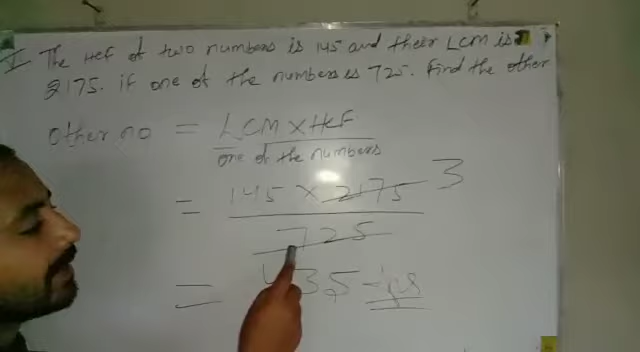 The HCF of two numbers is 145 and their LCM is
2175. if one of the numbers is 725. Find the other
other no = LCM X HCF
one of the numbers
= 145 X 2175 3
725
= 435 Ans